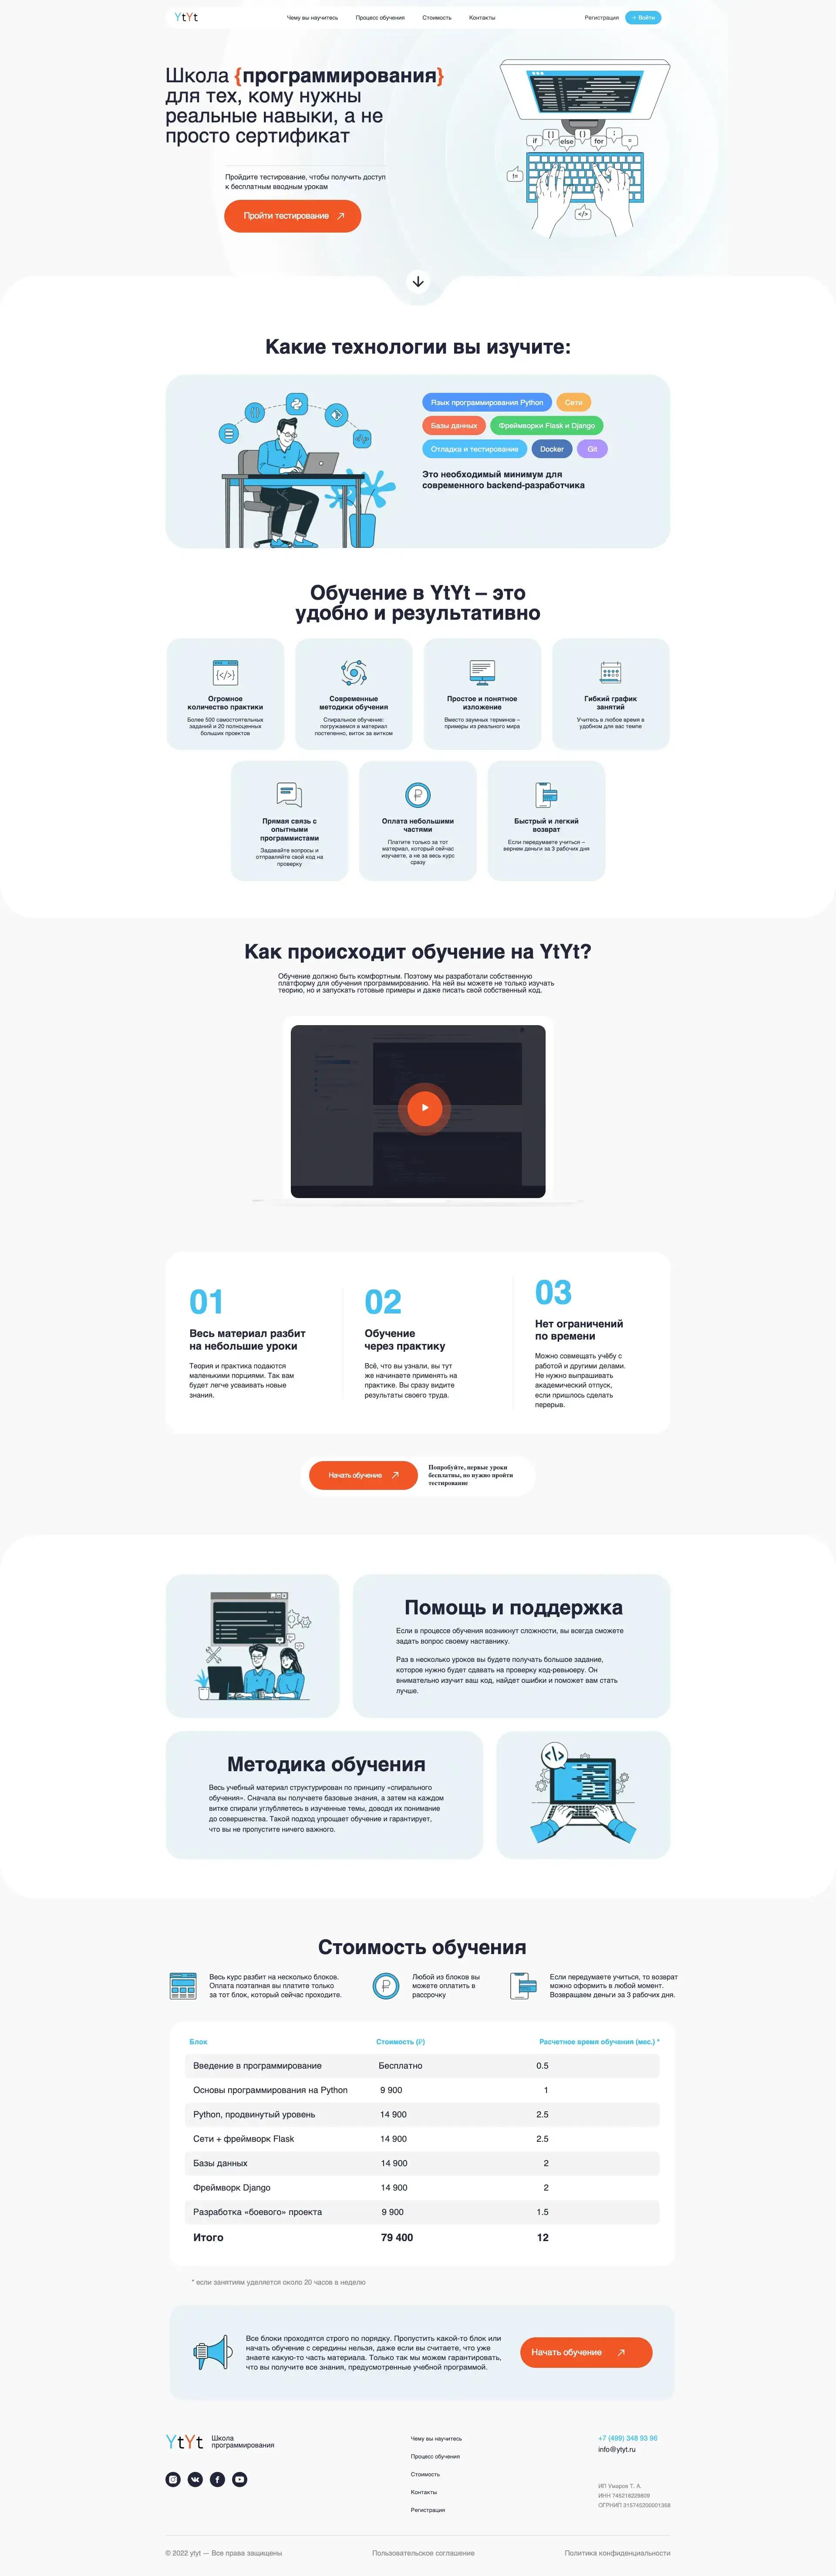 YtYt
Чему вы научитесь
Процесс обучения
Стоимость
Контакты
Регистрация
Войти
Школа {программирования}
для тех, кому нужны
реальные навыки, а не
просто сертификат
Пройдите тестирование, чтобы получить доступ
к бесплатным вводным урокам
Пройти тестирование
if
[ ]
else
( )
for
;
=
!=
</>
Какие технологии вы изучите:
Язык программирования Python
Сети
Базы данных
Фреймворки Flask и Django
Отладка и тестирование
Docker
Git
Это необходимый минимум для
современного backend-разработчика
Обучение в YtYt – это
удобно и результативно
Огромное
количество практики
Более 500 самостоятельных
заданий и 20 полноценных
больших проектов
Современные
методики обучения
Спиральное обучение:
погружаемся в материал
постепенно, виток за витком
Простое и понятное
изложение
Вместо заумных терминов –
примеры из реального мира
Гибкий график
занятий
Учитесь в любое время в
удобном для вас темпе
Прямая связь с
опытными
программистами
Задавайте вопросы и
отправляйте свой код на
проверку
Оплата небольшими
частями
Платите только за тот
материал, который сейчас
изучаете, а не за весь курс
сразу
Быстрый и легкий
возврат
Если передумаете учиться –
вернем деньги за 3 рабочих дня
Как происходит обучение на YtYt?
Обучение должно быть комфортным. Поэтому мы разработали собственную
платформу для обучения программированию. На ней вы можете не только изучать
теорию, но и запускать готовые примеры и даже писать свой собственный код.
01
Весь материал разбит
на небольшие уроки
Теория и практика подаются
маленькими порциями. Так вам
будет легче усваивать новые
знания.
02
Обучение
через практику
Всё, что вы узнали, вы тут
же начинаете применять на
практике. Вы сразу видите
результаты своего труда.
03
Нет ограничений
по времени
Можно совмещать учёбу с
работой и другими делами.
Не нужно выпрашивать
академический отпуск,
если пришлось сделать
перерыв.
Начать обучение
Попробуйте, первые уроки
бесплатны, но нужно пройти
тестирование
Помощь и поддержка
Если в процессе обучения возникнут сложности, вы всегда сможете
задать вопрос своему наставнику.
Раз в несколько уроков вы будете получать большое задание,
которое нужно будет сдавать на проверку код-ревьюеру. Он
внимательно изучит ваш код, найдет ошибки и поможет вам стать
лучше.
Методика обучения
Весь учебный материал структурирован по принципу «спирального
обучения». Сначала вы получаете базовые знания, а затем на каждом
витке спирали углубляетесь в изученные темы, доводя их понимание
до совершенства. Такой подход упрощает обучение и гарантирует,
что вы не пропустите ничего важного.
</>
Стоимость обучения
Весь курс разбит на несколько блоков.
Оплата поэтапная вы платите только
за тот блок, который сейчас проходите.
Любой из блоков вы
можете оплатить в
рассрочку
Если передумаете учиться, то возврат
можно оформить в любой момент.
Возвращаем деньги за 3 рабочих дня.
Блок
Стоимость (₽)
Расчетное время обучения (мес.) *
Введение в программирование
Бесплатно
0.5
Основы программирования на Python
9 900
1
Python, продвинутый уровень
14 900
2.5
Сети + фреймворк Flask
14 900
2.5
Базы данных
14 900
2
Фреймворк Django
14 900
2
Разработка «боевого» проекта
9 900
1.5
Итого
79 400
12
* если занятиям уделяется около 20 часов в неделю
Все блоки проходятся строго по порядку. Пропустить какой-то блок или
начать обучение с середины нельзя, даже если вы считаете, что уже
знаете какую-то часть материала. Только так мы можем гарантировать,
что вы получите все знания, предусмотренные учебной программой.
Начать обучение
YtYt
Школа
программирования
Чему вы научитесь
Процесс обучения
Стоимость
Контакты
Регистрация
+7 (499) 348 93 96
info@ytyt.ru
ИП Умаров Т. А.
ИНН 745216229809
ОГРНИП 315745200001358
© 2022 ytyt — Все права защищены
Пользовательское соглашение
Политика конфиденциальности